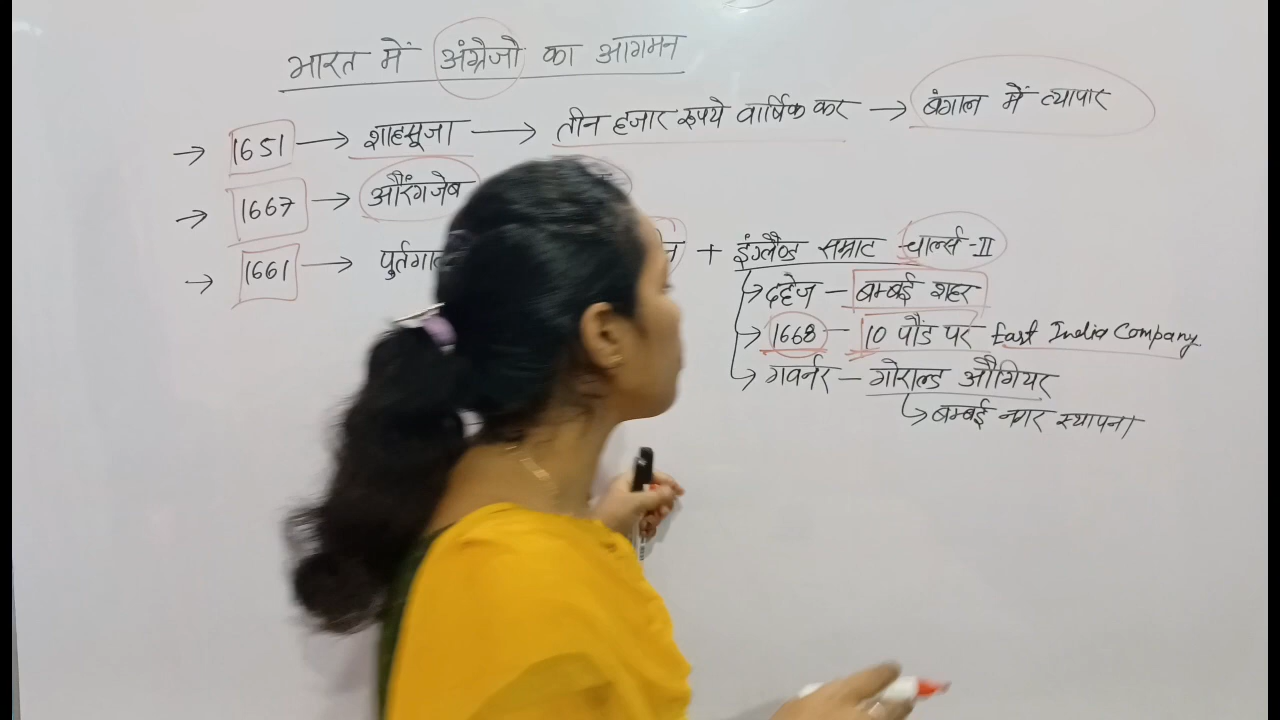 भारत में अंग्रेजो का आगमन
→ 1651 → शाहसूजा → तीन हजार रूपये वार्षिक कर → बंगाल में व्यापार
→ 1667 → औरंगजेब
→ 1661 → + इंग्लैण्ड सम्राट चार्ल्स-II
→ दहेज - बम्बई शहर
→ 1668 - 10 पौंड पर East India Company
→ गवर्नर - गोराल्ड औगियर
→ बम्बई नगर स्थापना